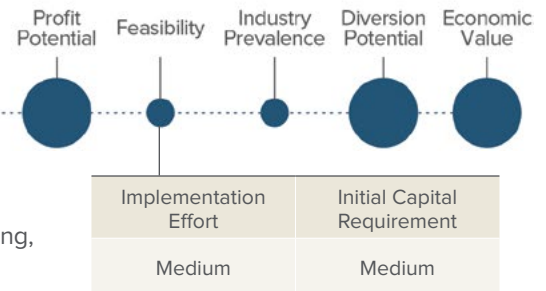 Profit Potential
Feasibility
Industry Prevalence
Diversion Potential
Economic Value
Implementation Effort
Initial Capital Requirement
ng,
Medium
Medium